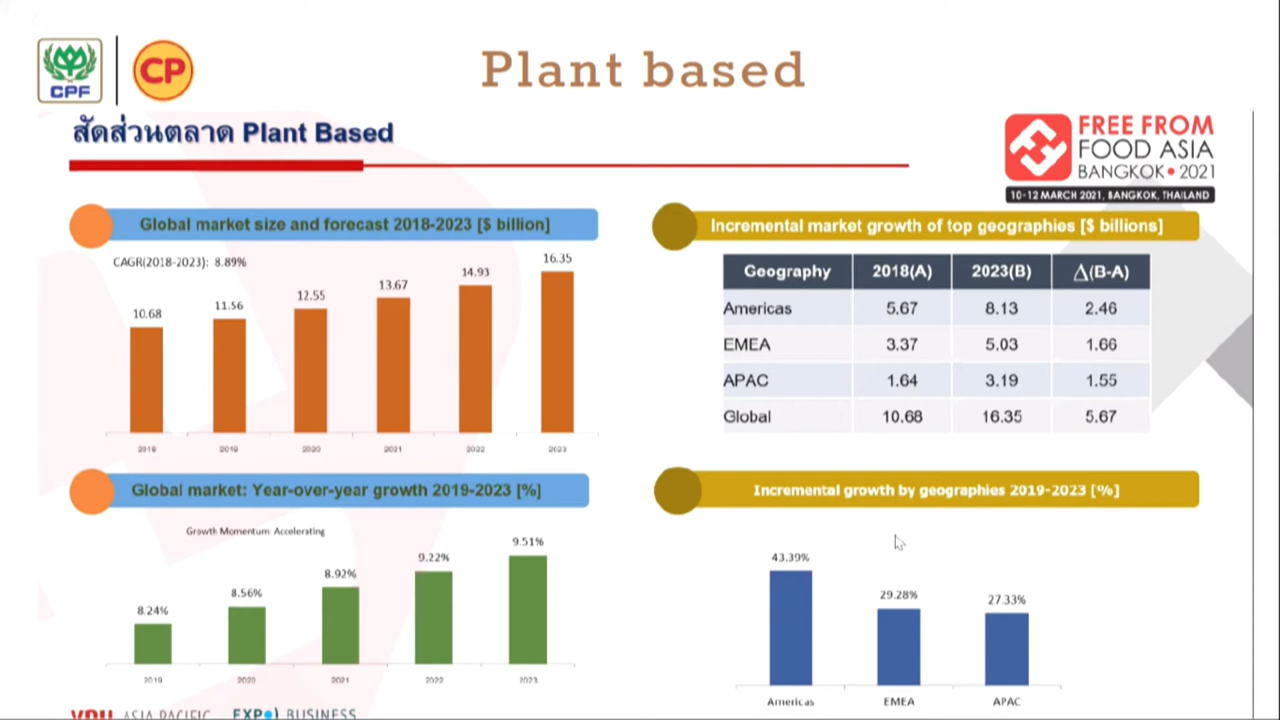 CPF
CP
Plant based
สัดส่วนตลาด Plant Based
FREE FROM
FOOD ASIA
BANGKOK • 2021
10-12 MARCH 2021, BANGKOK, THAILAND
Global market size and forecast 2018-2023 [$ billion]
CAGR(2018-2023): 8.89%
10.68 11.56 12.55 13.67 14.93 16.35
2018 2019 2020 2021 2022 2023
Incremental market growth of top geographies [$ billions]
Geography 2018(A) 2023(B) Δ(B-A)
Americas 5.67 8.13 2.46
EMEA 3.37 5.03 1.66
APAC 1.64 3.19 1.55
Global 10.68 16.35 5.67
Global market: Year-over-year growth 2019-2023 [%]
Growth Momentum: Accelerating
8.24% 8.56% 8.92% 9.22% 9.51%
2019 2020 2021 2022 2023
Incremental growth by geographies 2019-2023 [%]
43.39% 29.28% 27.33%
Americas EMEA APAC
ASIA PACIFIC BUSINESS